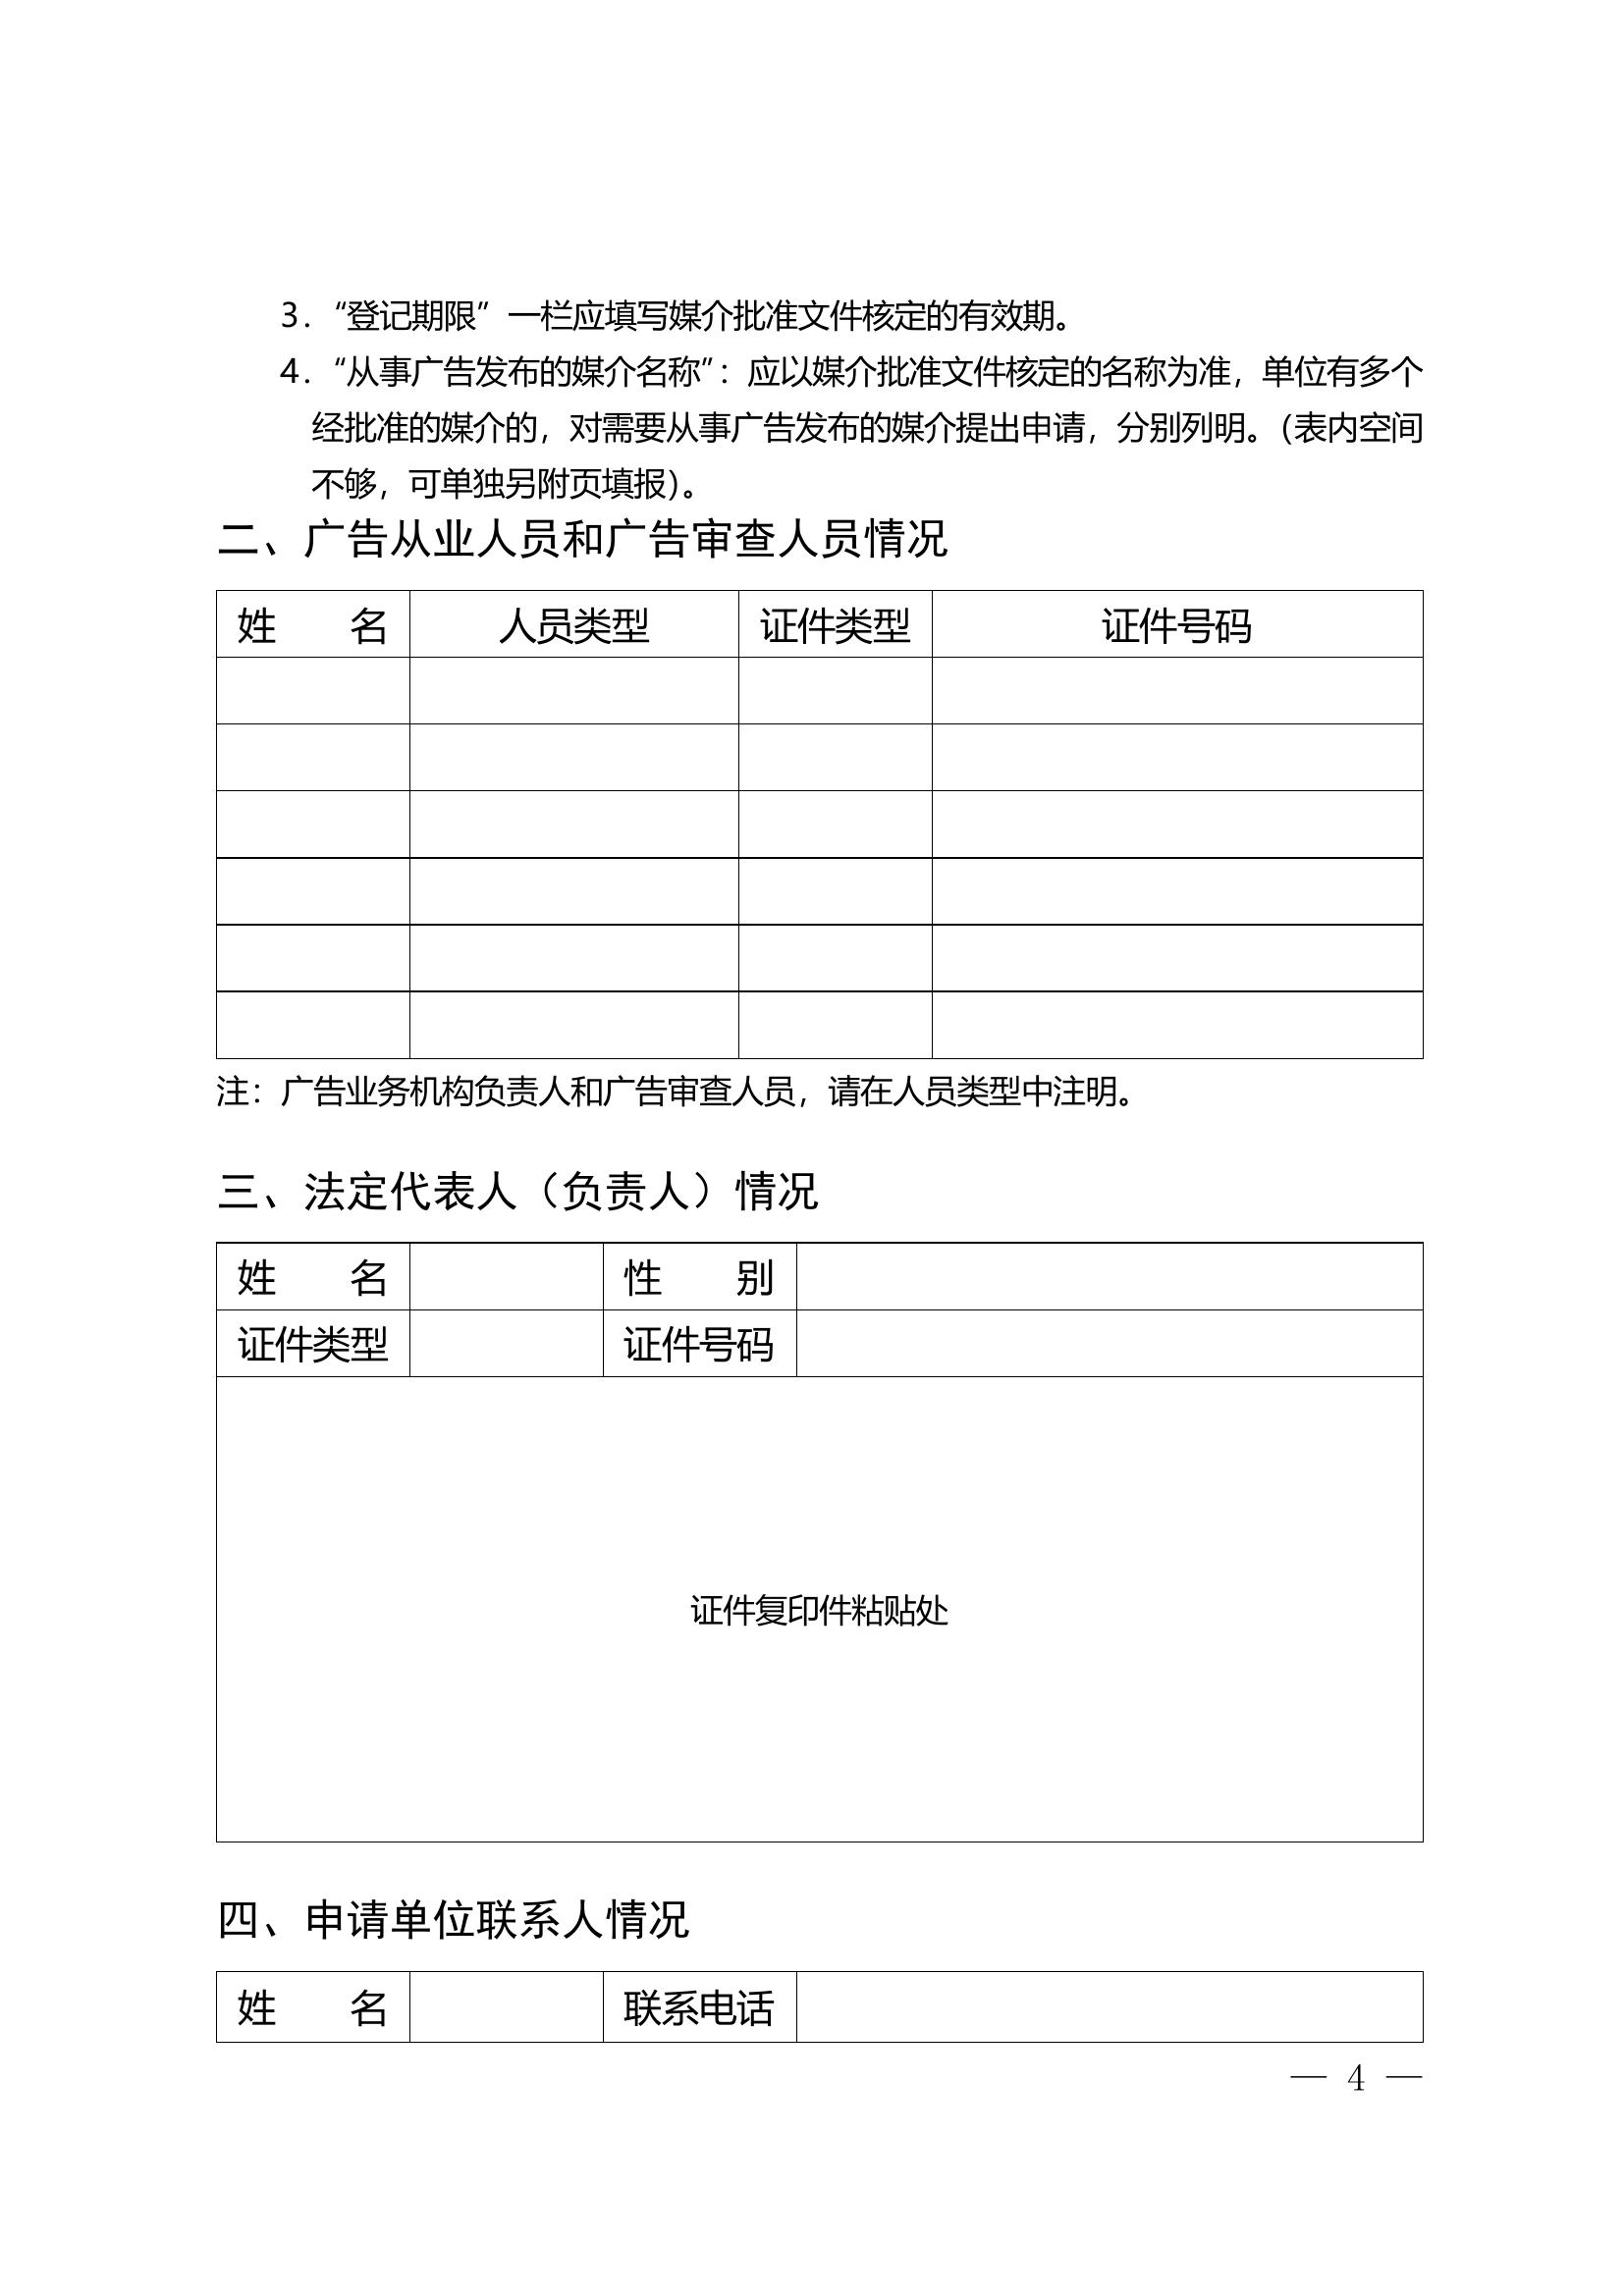 3．“登记期限”一栏应填写媒介批准文件核定的有效期。
4．“从事广告发布的媒介名称”：应以媒介批准文件核定的名称为准，单位有多个
经批准的媒介的，对需要从事广告发布的媒介提出申请，分别列明。（表内空间
不够，可单独另附页填报）。
二、广告从业人员和广告审查人员情况
姓　　名 人员类型 证件类型 证件号码
注：广告业务机构负责人和广告审查人员，请在人员类型中注明。
三、法定代表人（负责人）情况
姓　　名 性　　别
证件类型 证件号码
证件复印件粘贴处
四、申请单位联系人情况
姓　　名 联系电话
— 4 —